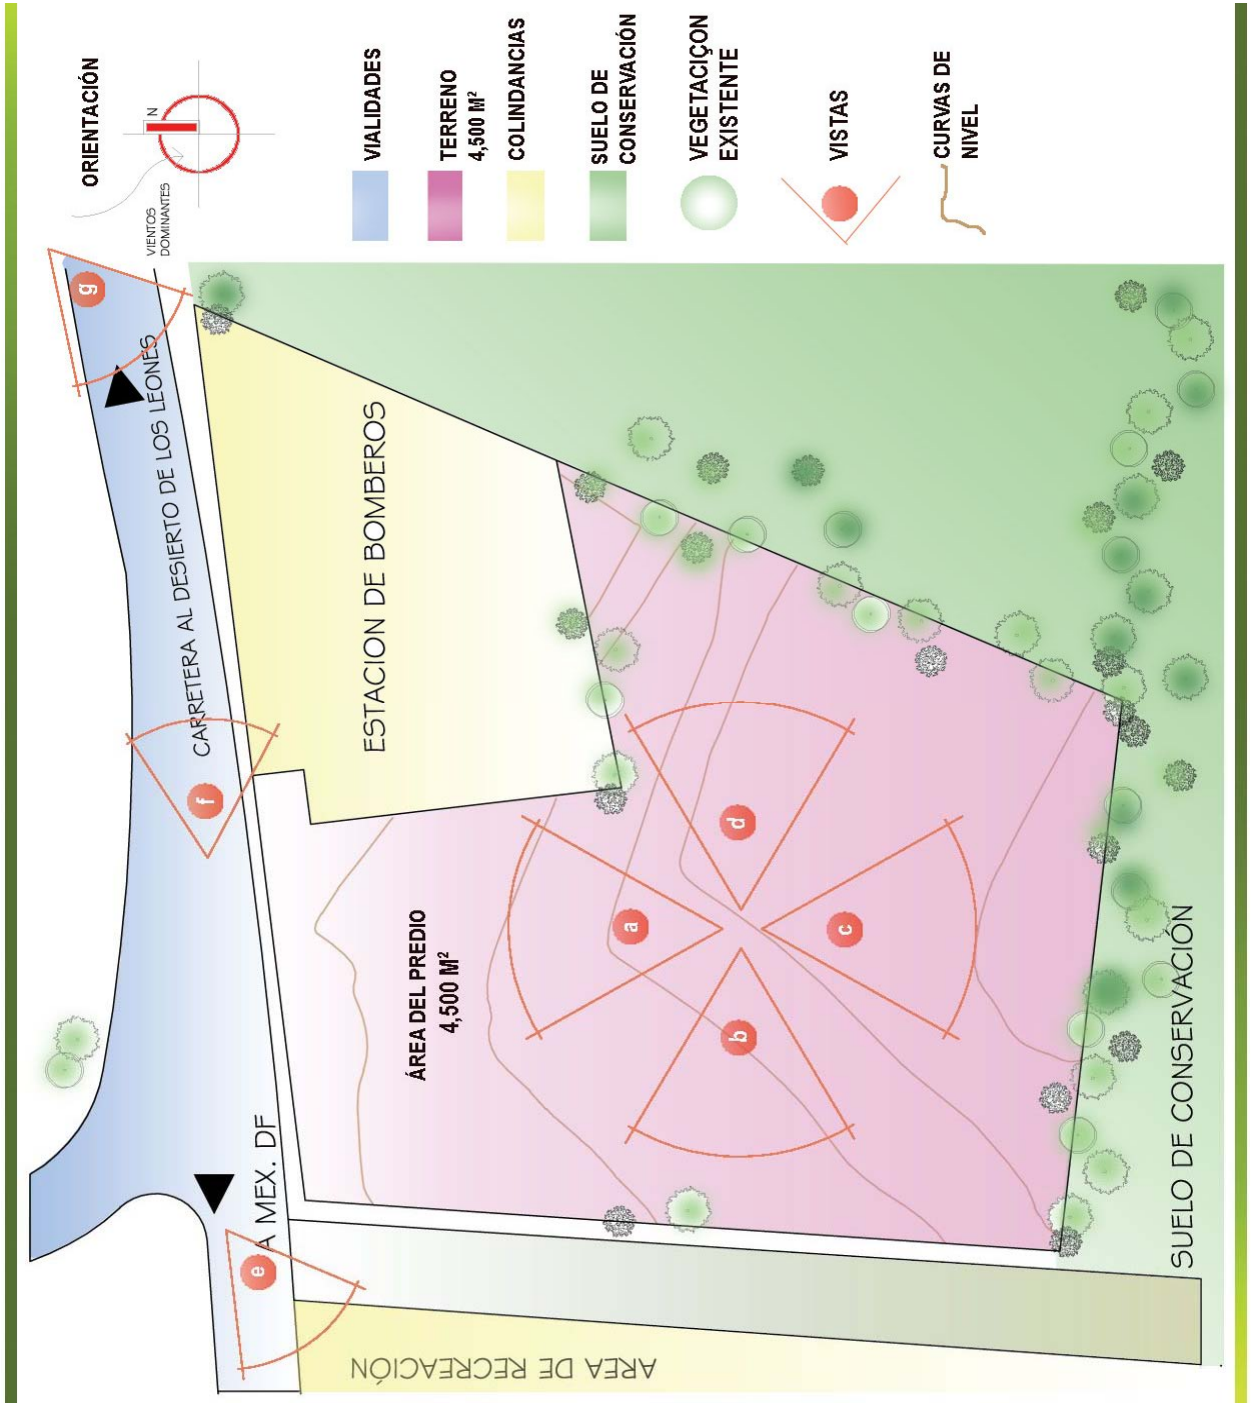 ORIENTACIÓN
N
VIENTOS
DOMINANTES
VIALIDADES
TERRENO
4,500 M²
COLINDANCIAS
SUELO DE
CONSERVACIÓN
VEGETACIÇON
EXISTENTE
VISTAS
CURVAS DE
NIVEL
g
CARRETERA AL DESIERTO DE LOS LEONES
f
A MEX. DF
e
ESTACION DE BOMBEROS
ÁREA DEL PREDIO
4,500 M²
a
b
c
d
AREA DE RECREACIÓN
SUELO DE CONSERVACIÓN